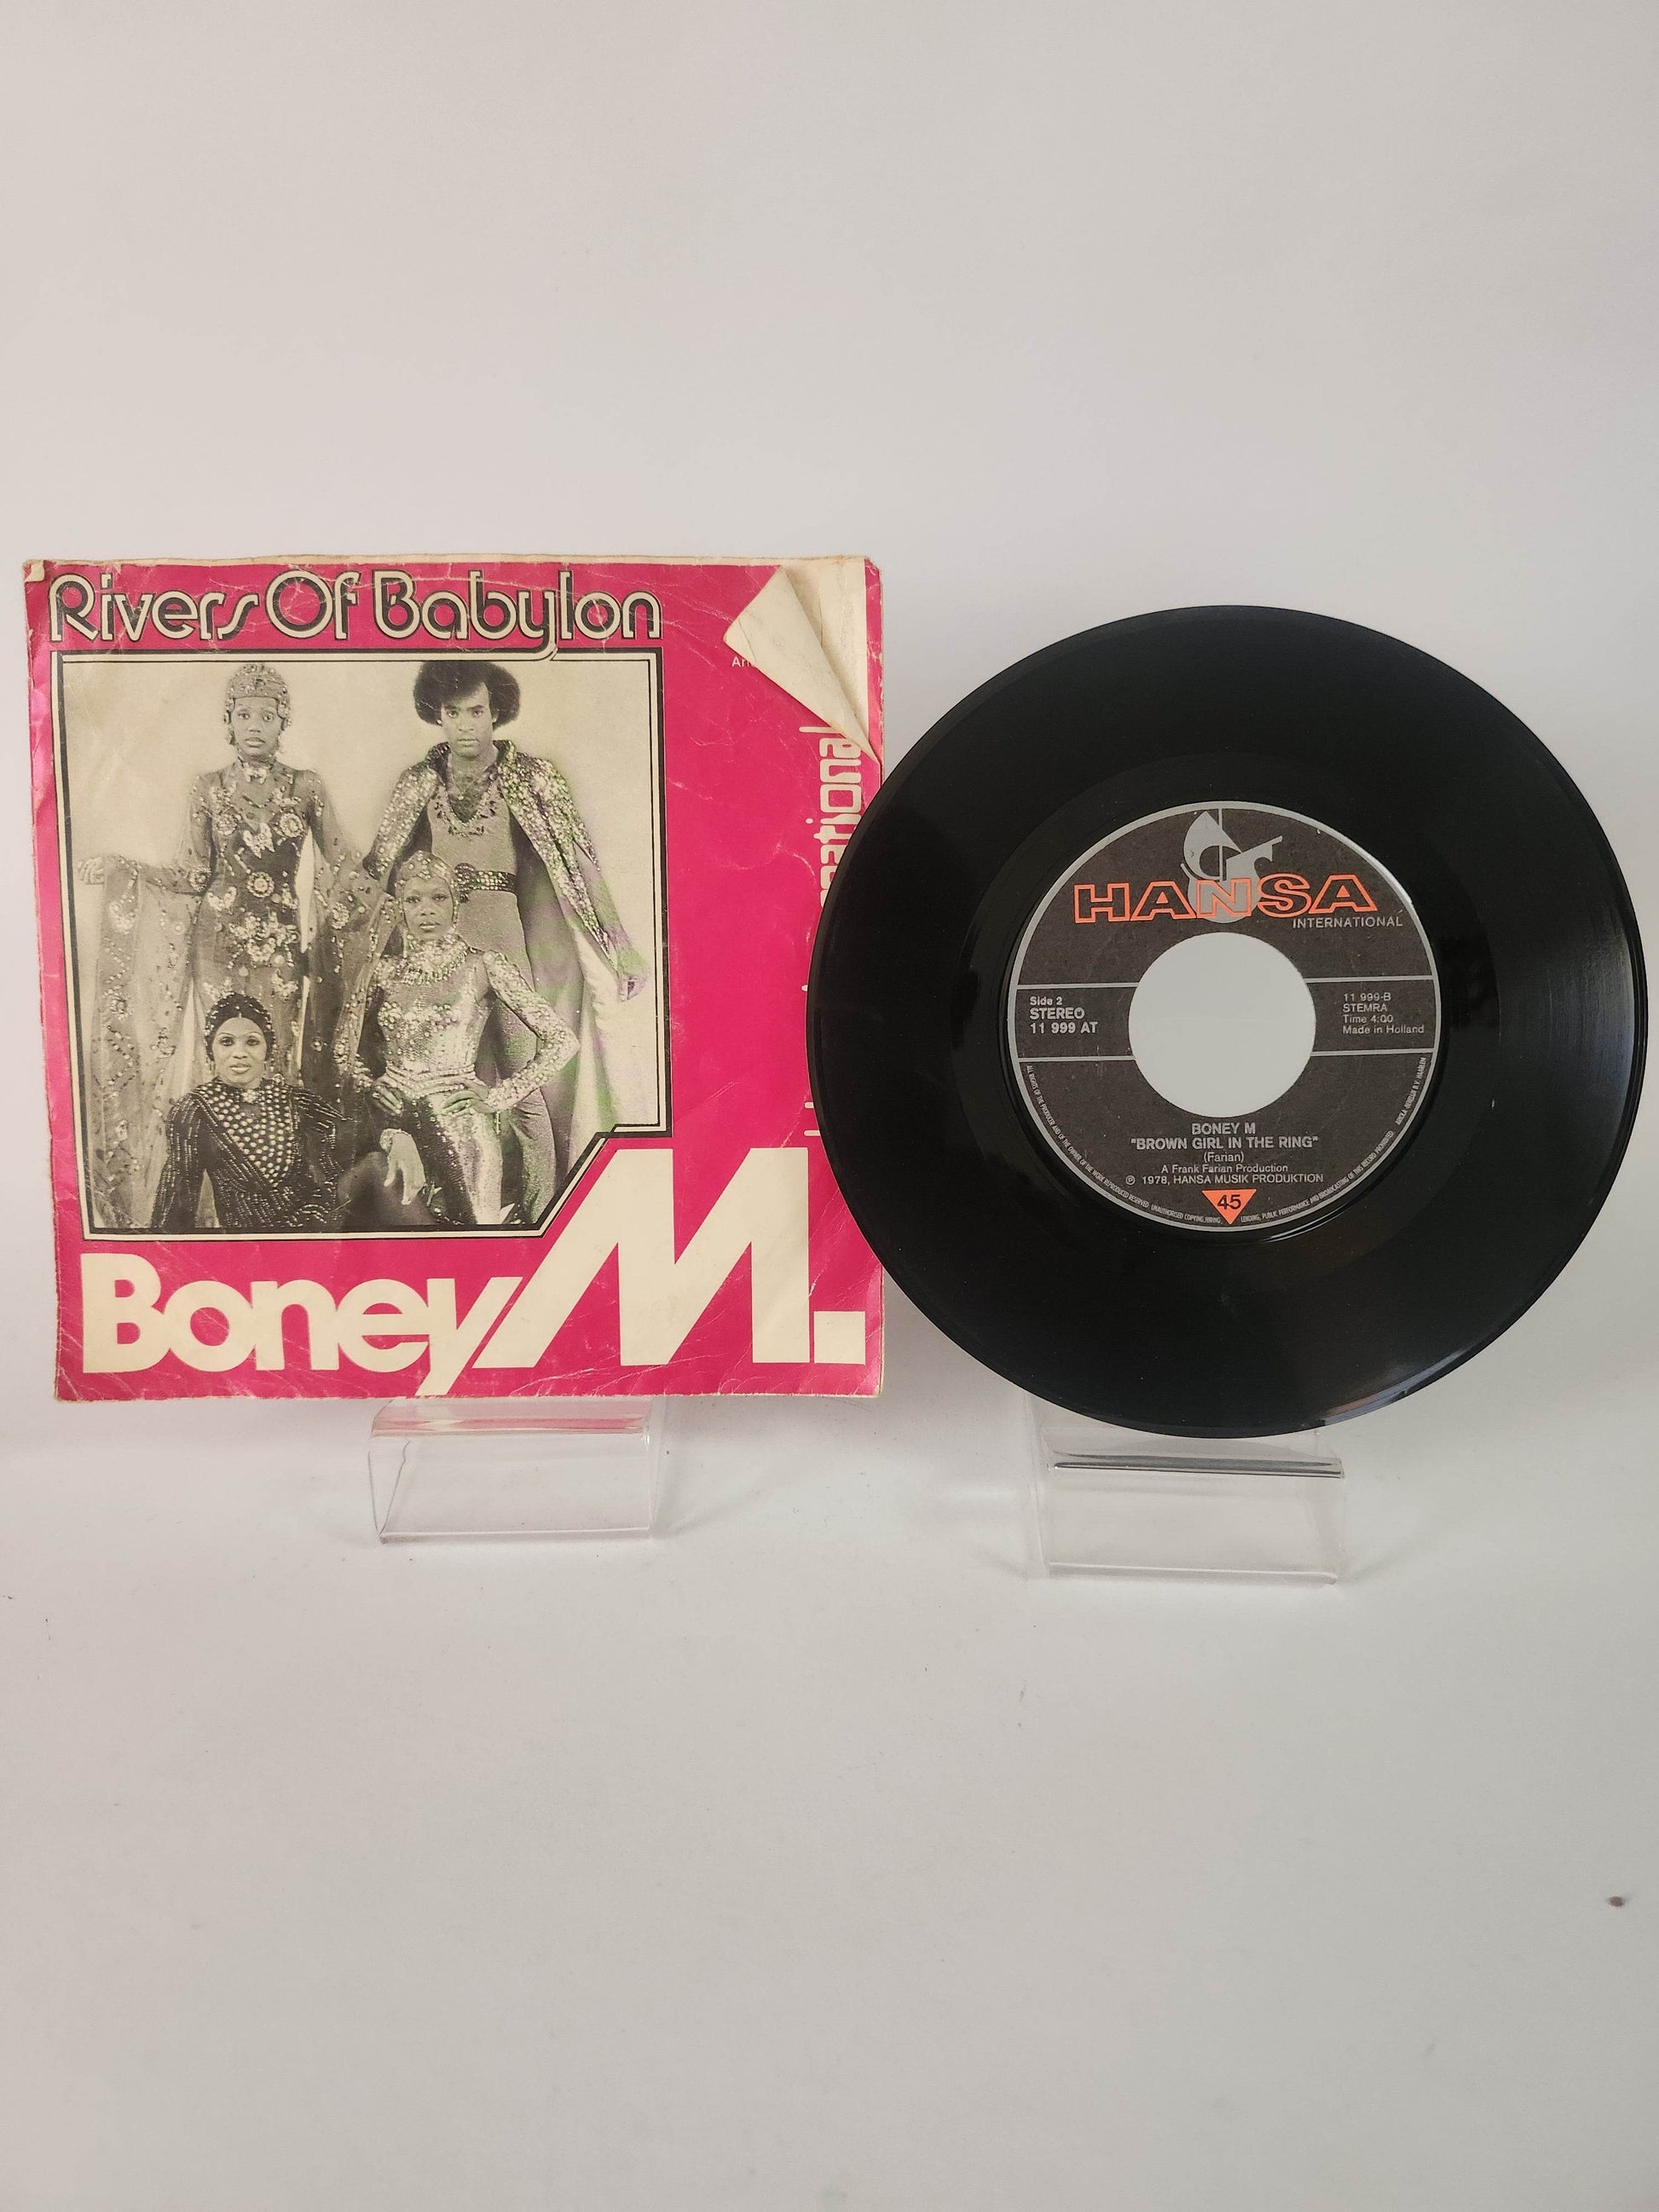 Rivers Of Babylon
Boney M.
HANSA
INTERNATIONAL
Side 2
STEREO
11 999 AT
11 999-B
STEMRA
Time 4:00
Made in Holland
BONEY M
"BROWN GIRL IN THE RING"
(Farian)
A Frank Farian Production
℗ 1978, HANSA MUSIK PRODUKTION
45